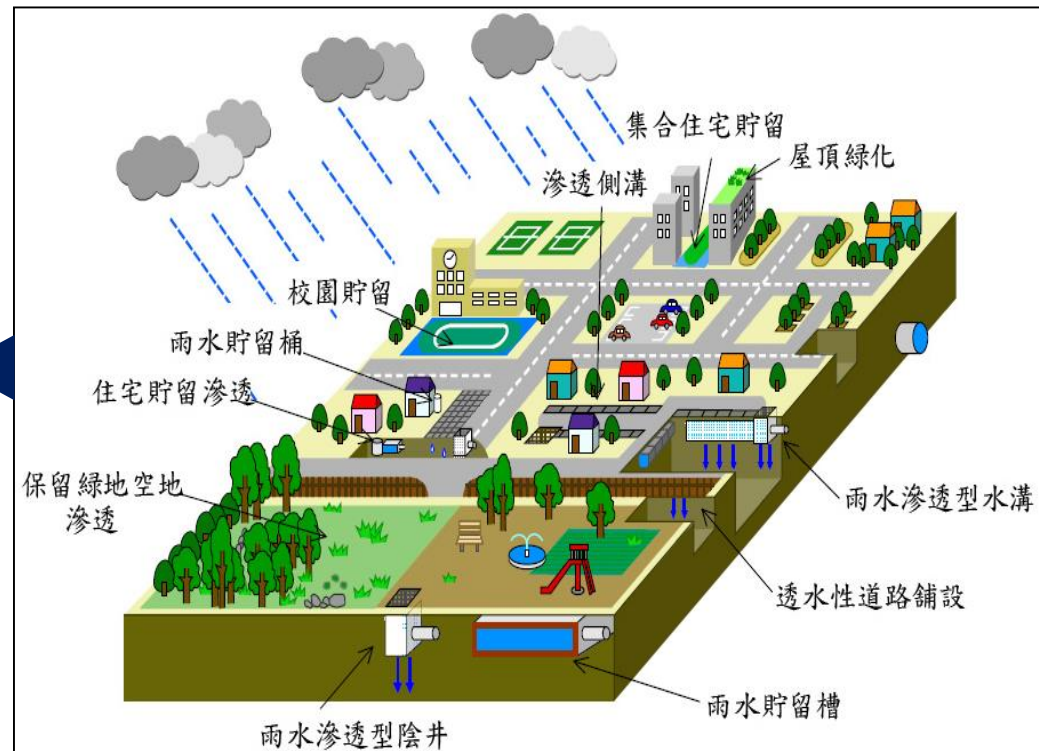 集合住宅貯留
屋頂綠化
滲透側溝
校園貯留
雨水貯留桶
住宅貯留滲透
保留綠地空地
滲透
雨水滲透型水溝
透水性道路舖設
雨水貯留槽
雨水滲透型陰井